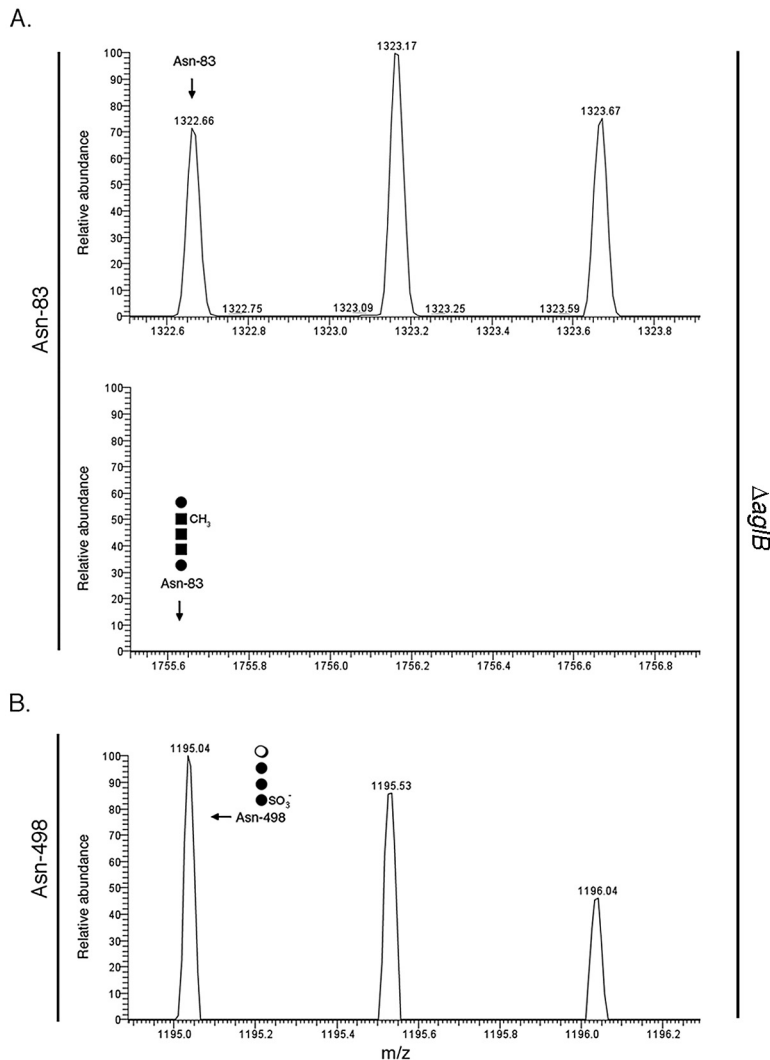 A.
Asn-83
ΔaglB
Relative abundance
100
90
80
70
60
50
40
30
20
10
0
Asn-83
1322.66
1323.17
1323.67
1322.75
1323.09
1323.25
1323.59
1322.6 1322.8 1323.0 1323.2 1323.4 1323.6 1323.8
Relative abundance
100
90
80
70
60
50
40
30
20
10
0
CH₃
Asn-83
1755.6 1755.8 1756.0 1756.2 1756.4 1756.6 1756.8
B.
Asn-498
Relative abundance
100
90
80
70
60
50
40
30
20
10
0
1195.04
SO₃⁻
Asn-498
1195.53
1196.04
1195.0 1195.2 1195.4 1195.6 1195.8 1196.0 1196.2
m/z